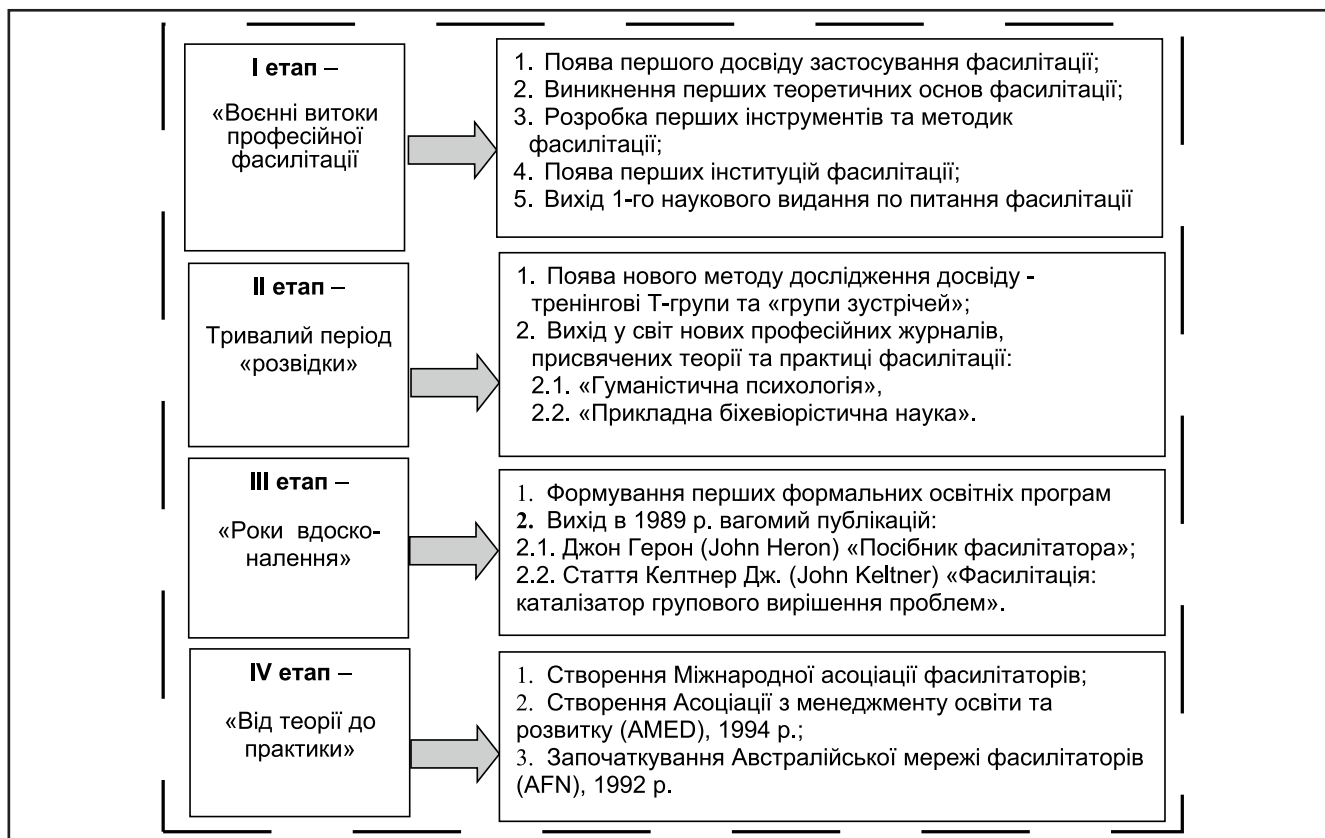 I етап –
«Воєнні витоки
професійної
фасилітації
1. Поява першого досвіду застосування фасилітації;
2. Виникнення перших теоретичних основ фасилітації;
3. Розробка перших інструментів та методик
фасилітації;
4. Поява перших інституцій фасилітації;
5. Вихід 1-го наукового видання по питання фасилітації
II етап –
Тривалий період
«розвідки»
1. Поява нового методу дослідження досвіду -
тренінгові Т-групи та «групи зустрічей»;
2. Вихід у світ нових професійних журналів,
присвячених теорії та практиці фасилітації:
2.1. «Гуманістична психологія»,
2.2. «Прикладна біхевіористична наука».
III етап –
«Роки вдоско-
налення»
1. Формування перших формальних освітніх програм
2. Вихід в 1989 р. вагомий публікацій:
2.1. Джон Герон (John Heron) «Посібник фасилітатора»;
2.2. Стаття Келтнер Дж. (John Keltner) «Фасилітація:
каталізатор групового вирішення проблем».
IV етап –
«Від теорії до
практики»
1. Створення Міжнародної асоціації фасилітаторів;
2. Створення Асоціації з менеджменту освіти та
розвитку (AMED), 1994 р.;
3. Започаткування Австралійської мережі фасилітаторів
(AFN), 1992 р.